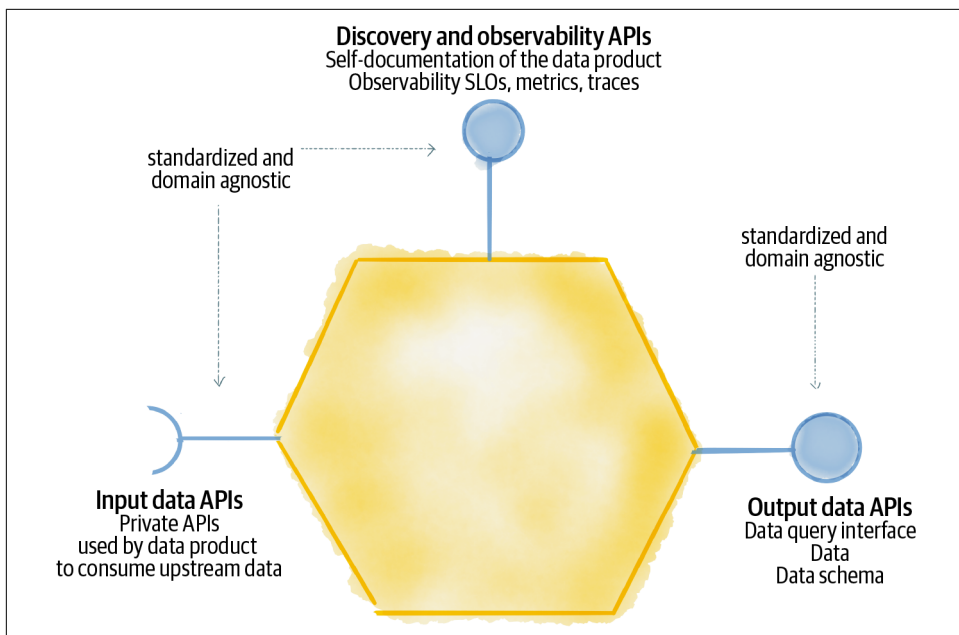 Discovery and observability APIs
Self-documentation of the data product
Observability SLOs, metrics, traces
standardized and
domain agnostic
standardized and
domain agnostic
Input data APIs
Private APIs
used by data product
to consume upstream data
Output data APIs
Data query interface
Data
Data schema